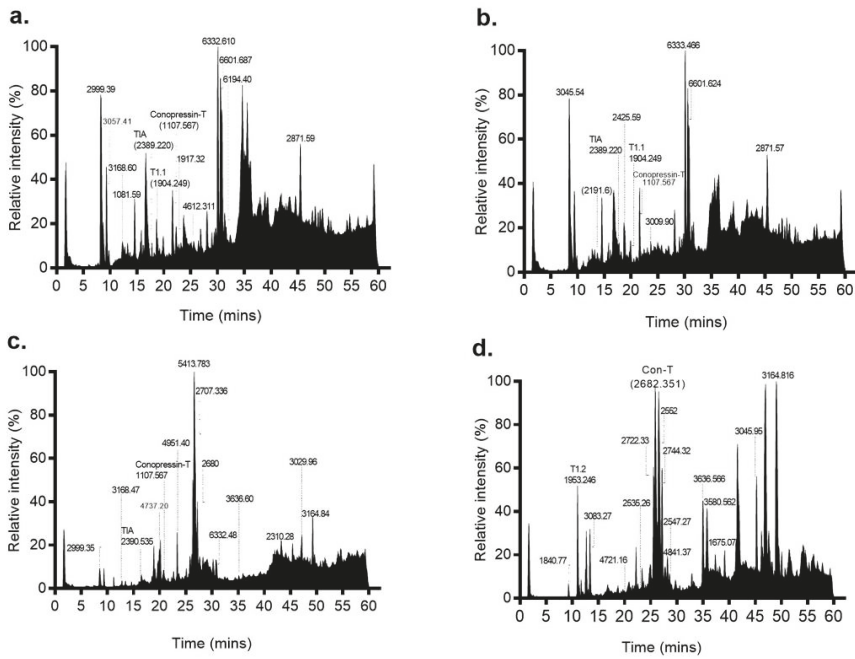 a.
Relative intensity (%)
100
80
60
40
20
0
2999.39
3057.41
3168.60
1081.59
TIA
(2389.220)
Conopressin-T
(1107.567)
T1.1
(1904.249)
1917.32
4612.311
6332.610
6601.687
6194.40
2871.59
0 5 10 15 20 25 30 35 40 45 50 55 60
Time (mins)
b.
Relative intensity (%)
100
80
60
40
20
0
3045.54
(2191.6)
TIA
2389.220
2425.59
T1.1
1904.249
Conopressin-T
1107.567
3009.90
6333.466
6601.624
2871.57
0 5 10 15 20 25 30 35 40 45 50 55 60
Time (mins)
c.
Relative intensity (%)
100
80
60
40
20
0
2999.35
3168.47
TIA
2390.535
4737.20
Conopressin-T
1107.567
4951.40
5413.783
2707.336
2680
6332.48
3636.60
2310.28
3029.96
3164.84
0 5 10 15 20 25 30 35 40 45 50 55 60
Time (mins)
d.
Relative intensity (%)
100
80
60
40
20
0
1840.77
T1.2
1953.246
3083.27
4721.16
2536.26
2722.33
Con-T
(2682.351)
2552
2744.32
2547.27
4841.37
3636.566
3580.562
1675.07
3045.95
3164.816
0 5 10 15 20 25 30 35 40 45 50 55 60
Time (mins)